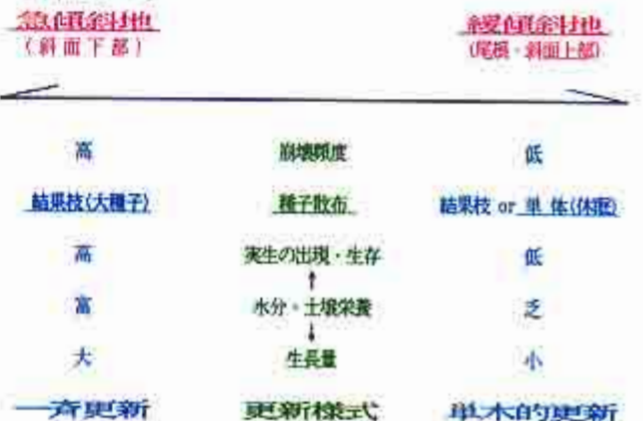 急傾斜地 緩傾斜地
(斜面下部) (尾根・斜面上部)
高 崩壊頻度 低
結果枝(大種子) 種子散布 結果枝 or 単体(休眠)
高 実生の出現・生存 低
富 水分・土壌栄養 乏
大 生長量 小
一斉更新 更新様式 単木的更新